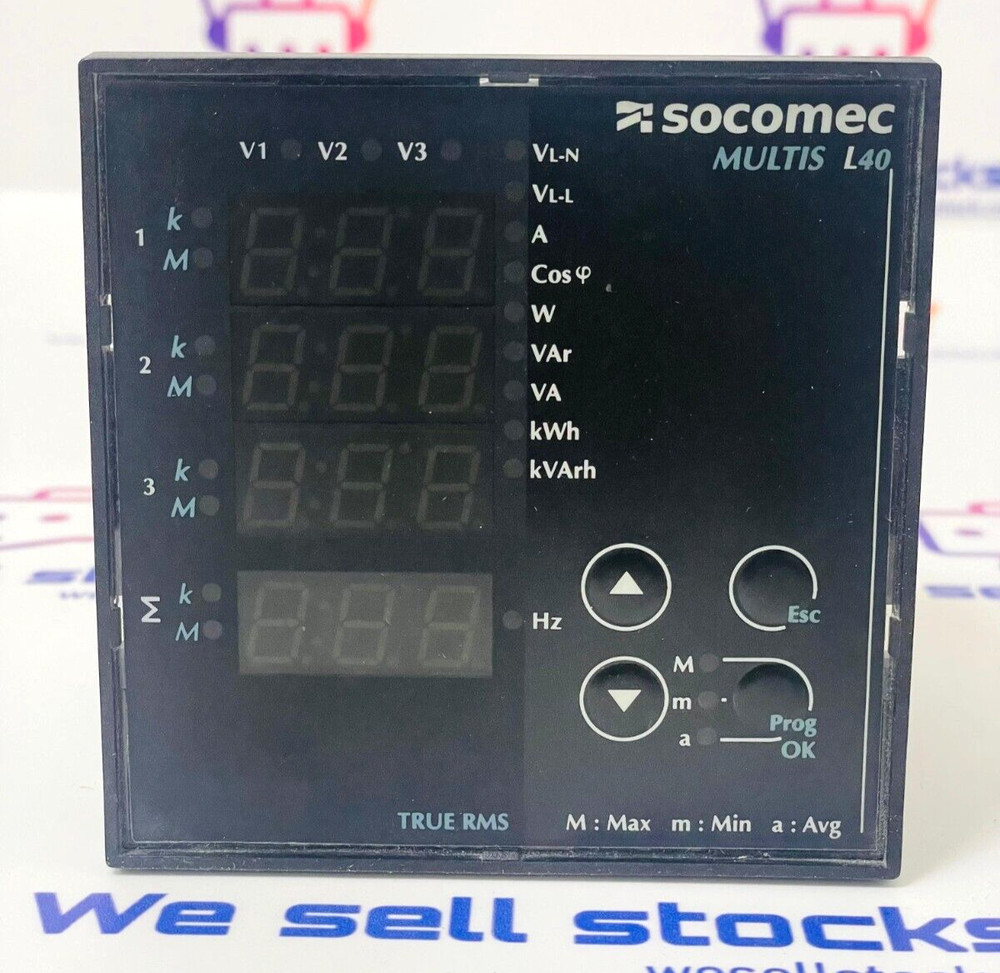 socomec
MULTIS L40
V1 V2 V3
VL-N
VL-L
A
Cos φ
W
VAr
VA
kWh
kVArh
1 k
M
2 k
M
3 k
M
Σ k
M
Hz
Esc
M
m
a
Prog
OK
TRUE RMS
M : Max m : Min a : Avg
We sell stocks